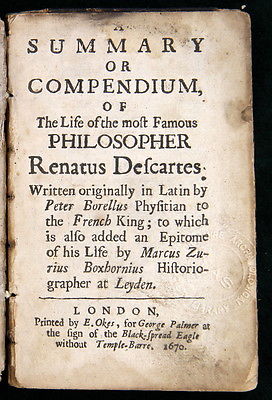 A
SUMMARY
OR
COMPENDIUM,
OF
The Life of the moſt Famous
PHILOSOPHER
Renatus Deſcartes.
Written originally in Latin by
Peter Borellus Phyſitian to
the French King; to which
is alſo added an Epitome
of his Life by Marcus Zu-
rius Boxhornius Hiſtorio-
grapher at Leyden.
LONDON,
Printed by E. Okes, for George Palmer at
the ſign of the Black-ſpread Eagle
without Temple-Barre. 1670.